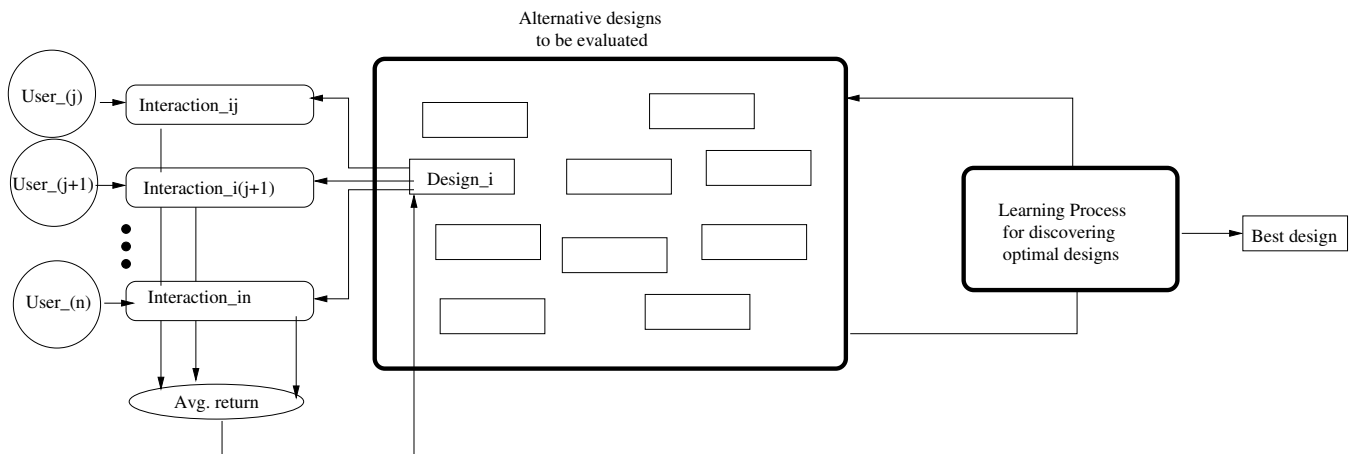 Alternative designs
to be evaluated
User_(j)
Interaction_ij
User_(j+1)
Interaction_i(j+1)
Design_i
User_(n)
Interaction_in
Avg. return
Learning Process
for discovering
optimal designs
Best design